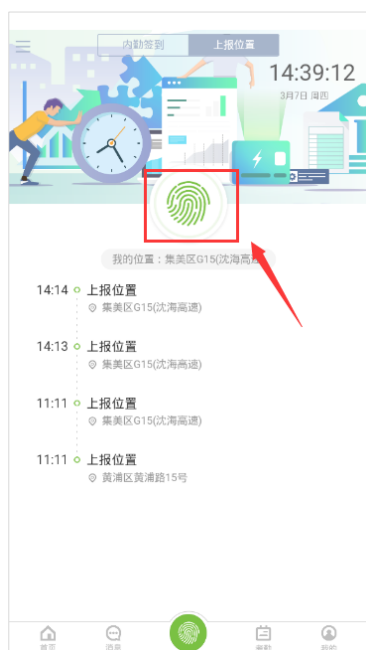 内勤签到 上报位置
14:39:12
3月7日 周四
我的位置：集美区G15(沈海高速
14:14 上报位置
集美区G15(沈海高速)
14:13 上报位置
集美区G15(沈海高速)
11:11 上报位置
集美区G15(沈海高速)
11:11 上报位置
黄浦区黄浦路15号